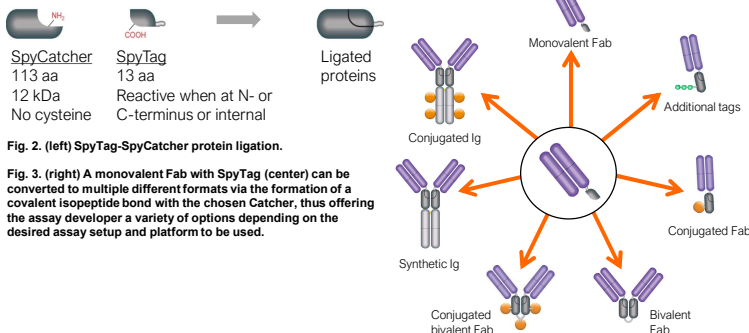 NH₂
COOH
SpyCatcher
113 aa
12 kDa
No cysteine
SpyTag
13 aa
Reactive when at N- or
C-terminus or internal
Ligated
proteins
Fig. 2. (left) SpyTag-SpyCatcher protein ligation.
Fig. 3. (right) A monovalent Fab with SpyTag (center) can be
converted to multiple different formats via the formation of a
covalent isopeptide bond with the chosen Catcher, thus offering
the assay developer a variety of options depending on the
desired assay setup and platform to be used.
Monovalent Fab
Additional tags
Conjugated Ig
Conjugated Fab
Synthetic Ig
Conjugated
bivalent Fab
Bivalent
Fab